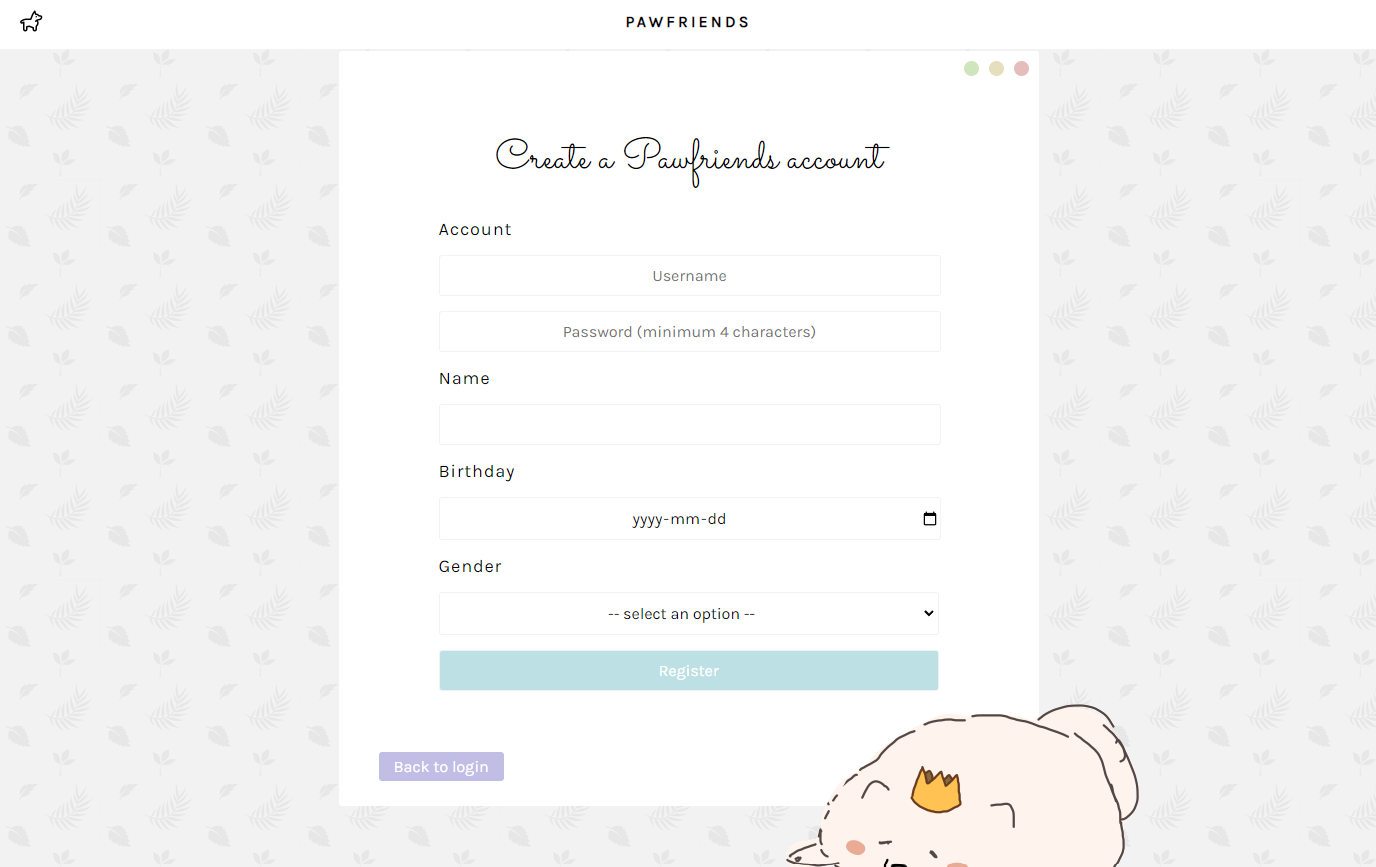 PAWFRIENDS
Create a Pawfriends account
Account
Username
Password (minimum 4 characters)
Name
Birthday
yyyy-mm-dd
Gender
-- select an option --
Register
Back to login